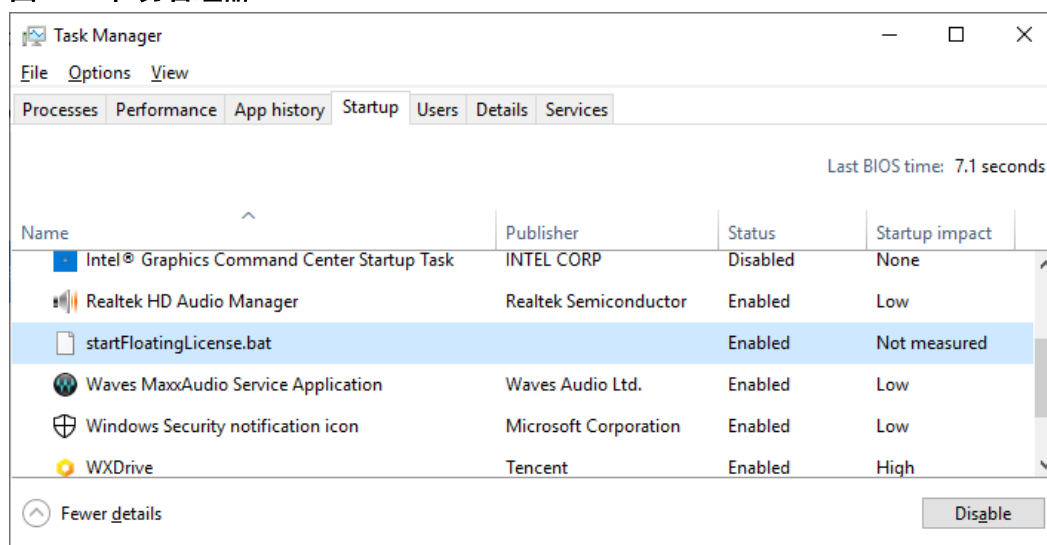 Task Manager
File Options View
Processes Performance App history Startup Users Details Services
Last BIOS time: 7.1 seconds
Name Publisher Status Startup impact
Intel® Graphics Command Center Startup Task INTEL CORP Disabled None
Realtek HD Audio Manager Realtek Semiconductor Enabled Low
startFloatingLicense.bat Enabled Not measured
Waves MaxxAudio Service Application Waves Audio Ltd. Enabled Low
Windows Security notification icon Microsoft Corporation Enabled Low
WXDrive Tencent Enabled High
Fewer details Disable